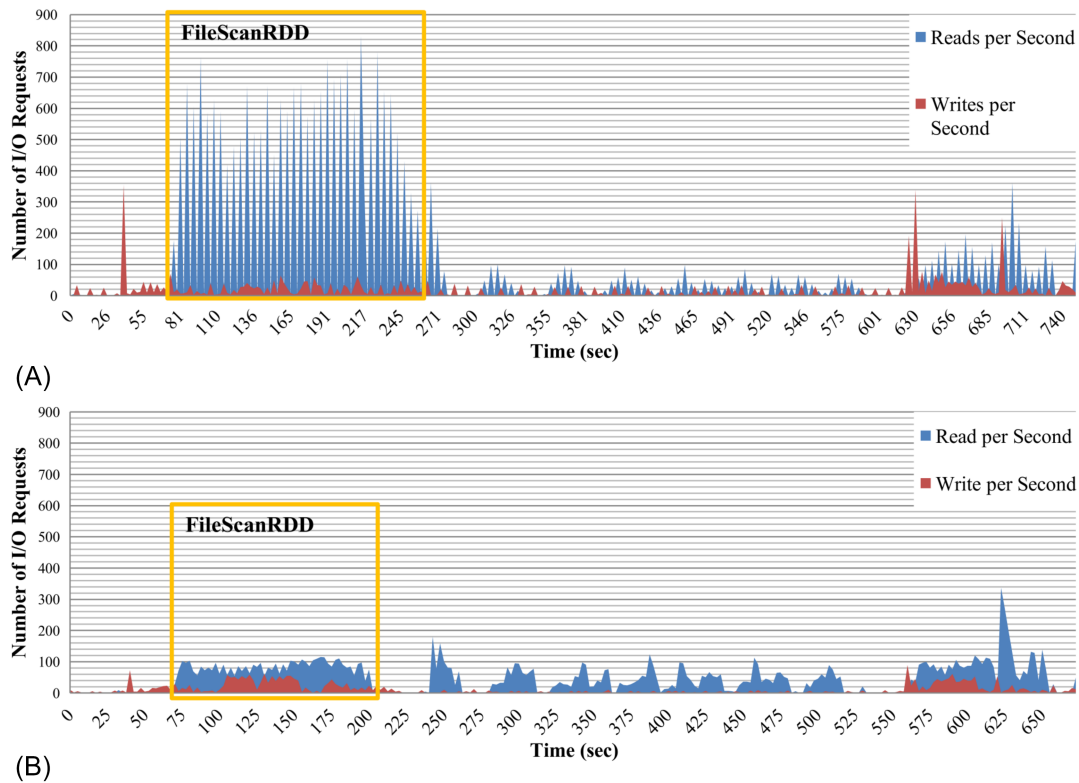 900
800
700
600
500
400
300
200
100
0
Number of I/O Requests
FileScanRDD
Reads per Second
Writes per
Second
0 26 55 81 110 136 165 191 217 245 271 300 326 355 381 410 436 465 491 520 546 575 601 630 656 685 711 740
Time (sec)
(A)
900
800
700
600
500
400
300
200
100
0
Number of I/O Requests
FileScanRDD
Read per Second
Write per Second
0 25 50 75 100 125 150 175 200 225 250 275 300 325 350 375 400 425 450 475 500 525 550 575 600 625 650
Time (sec)
(B)